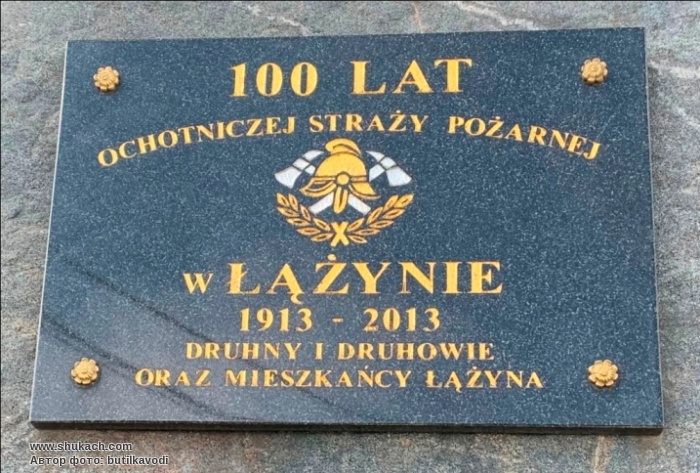 100 LAT
OCHOTNICZEJ STRAŻY POŻARNEJ
w ŁĄŻYNIE
1913 - 2013
DRUHNY I DRUHOWIE
ORAZ MIESZKAŃCY ŁĄŻYNA
www.shukach.com
Автор фото: butilkavodi